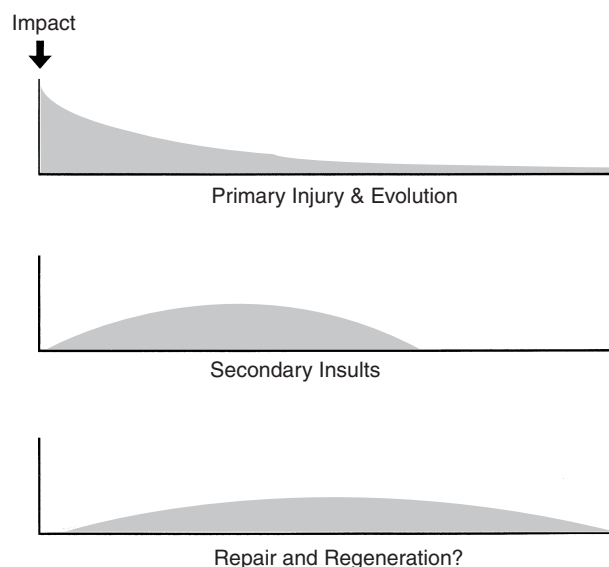 Impact
Primary Injury & Evolution
Secondary Insults
Repair and Regeneration?